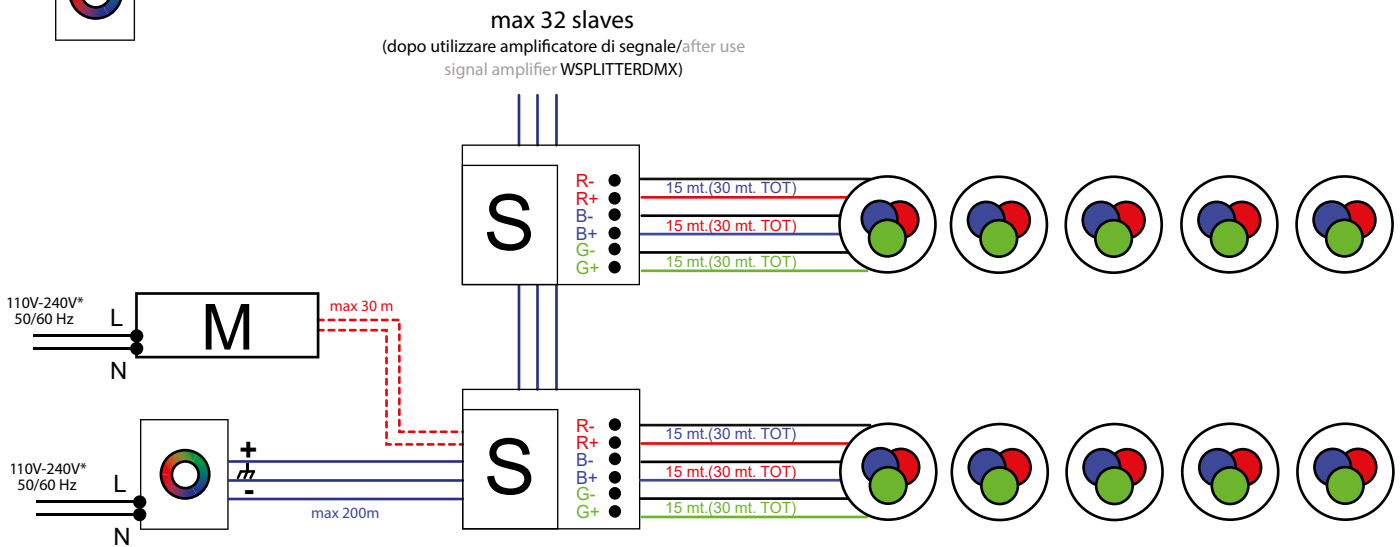 max 32 slaves
(dopo utilizzare amplificatore di segnale/after use
signal amplifier WSPLITTERDMX)
S
R-
R+
B-
B+
G-
G+
15 mt.(30 mt. TOT)
15 mt.(30 mt. TOT)
15 mt.(30 mt. TOT)
110V-240V*
50/60 Hz
L
N
M
max 30 m
110V-240V*
50/60 Hz
L
N
+
-
max 200m
S
R-
R+
B-
B+
G-
G+
15 mt.(30 mt. TOT)
15 mt.(30 mt. TOT)
15 mt.(30 mt. TOT)